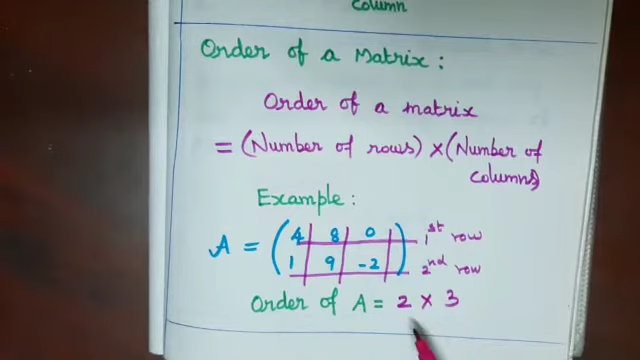 column
Order of a Matrix :
Order of a matrix
= (Number of rows) × (Number of
columns)
Example :
A = ( 4 8 0 ) 1st row
1 9 -2 2nd row
Order of A = 2 × 3